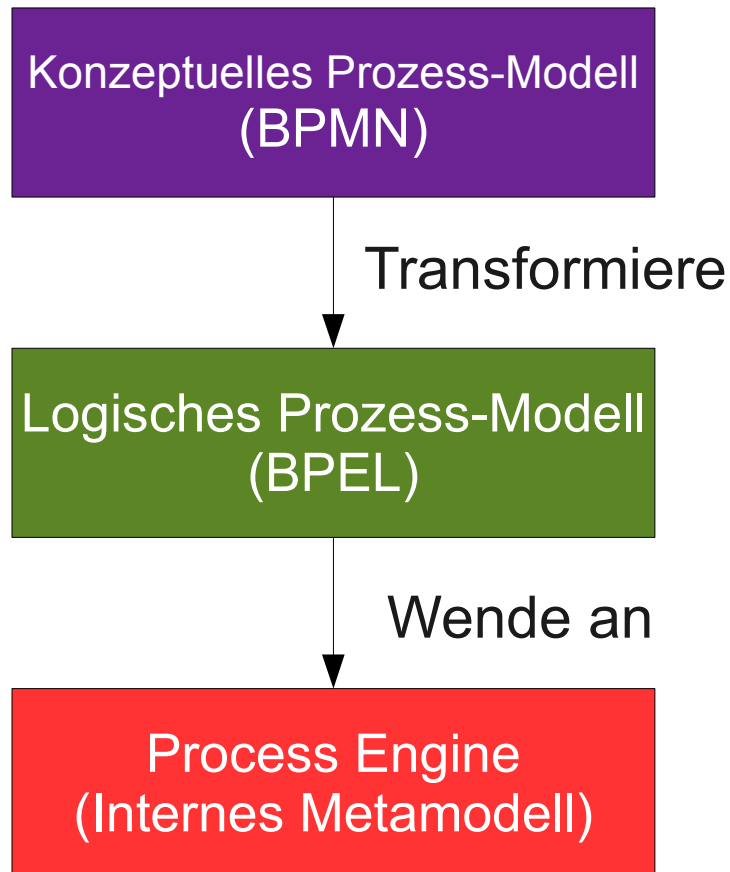 Konzeptuelles Prozess-Modell
(BPMN)
Transformiere
Logisches Prozess-Modell
(BPEL)
Wende an
Process Engine
(Internes Metamodell)